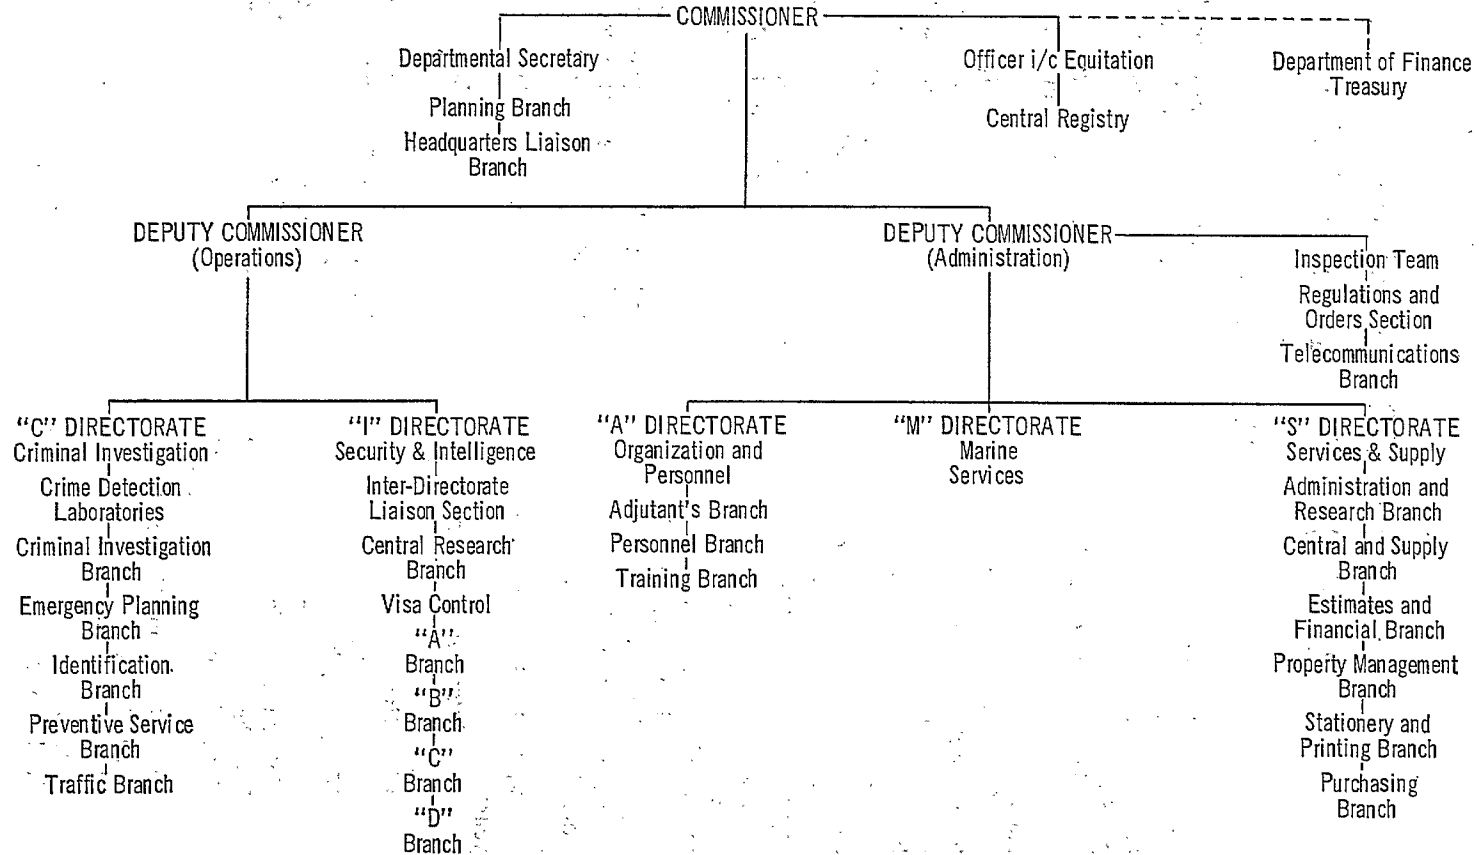 COMMISSIONER
Departmental Secretary
Planning Branch
Headquarters Liaison
Branch
Officer i/c Equitation
Central Registry
Department of Finance
Treasury
DEPUTY COMMISSIONER
(Operations)
DEPUTY COMMISSIONER
(Administration)
Inspection Team
Regulations and
Orders Section
Telecommunications
Branch
"C" DIRECTORATE
Criminal Investigation
Crime Detection
Laboratories
Criminal Investigation
Branch
Emergency Planning
Branch
Identification
Branch
Preventive Service
Branch
Traffic Branch
"I" DIRECTORATE
Security & Intelligence
Inter-Directorate
Liaison Section
Central Research
Branch
Visa Control
"A"
Branch
"B"
Branch
"C"
Branch
"D"
Branch
"A" DIRECTORATE
Organization and
Personnel
Adjutant's Branch
Personnel Branch
Training Branch
"M" DIRECTORATE
Marine
Services
"S" DIRECTORATE
Services & Supply
Administration and
Research Branch
Central and Supply
Branch
Estimates and
Financial Branch
Property Management
Branch
Stationery and
Printing Branch
Purchasing
Branch